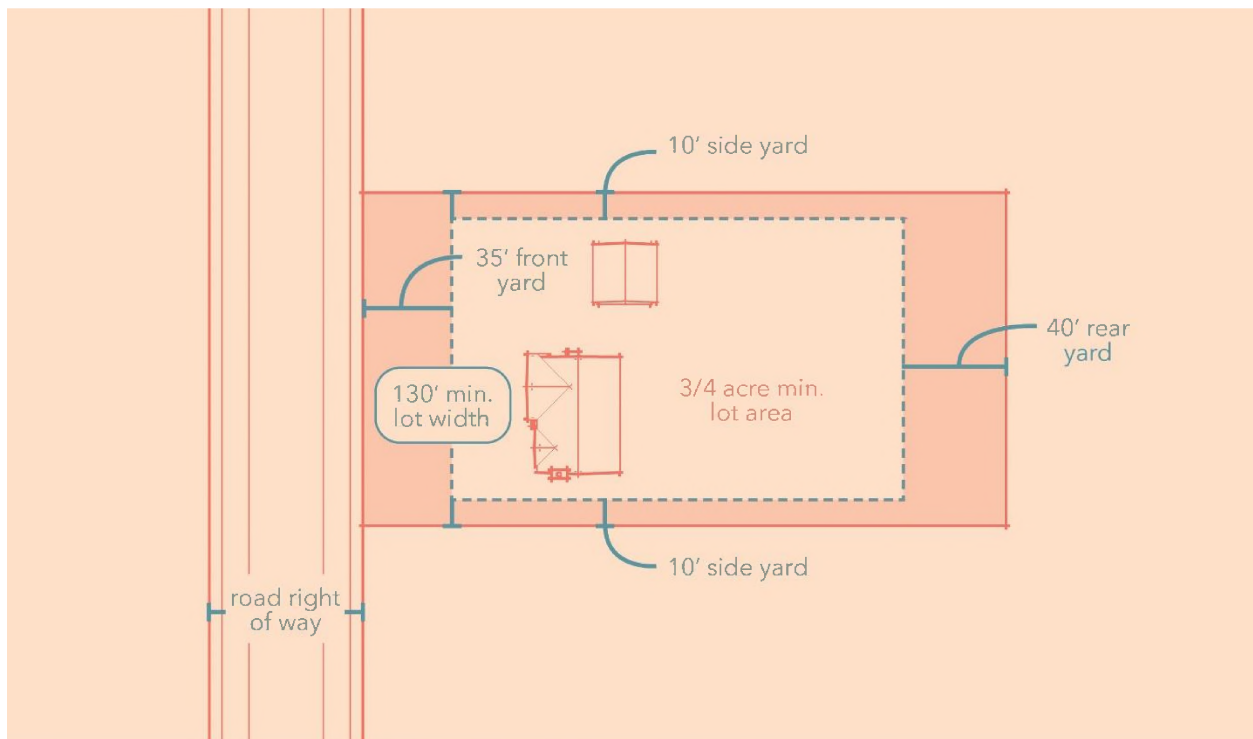 10′ side yard
35′ front
yard
40′ rear
yard
130′ min.
lot width
3/4 acre min.
lot area
10′ side yard
road right
of way